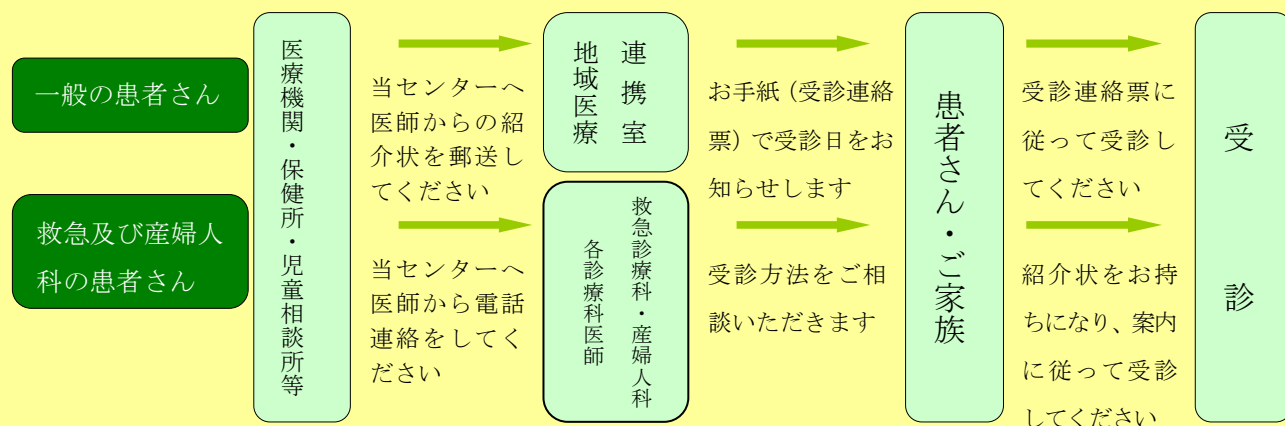 一般の患者さん
救急及び産婦人
科の患者さん
医療機関・保健所・児童相談所等
当センターへ
医師からの紹
介状を郵送し
てください
当センターへ
医師から電話
連絡をしてく
ださい
地域医療
連携室
救急診療科・産婦人科
各診療科医師
お手紙（受診連絡
票）で受診日をお
知らせします
受診方法をご相
談いただきます
患者さん・ご家族
受診連絡票に
従って受診し
てください
紹介状をお持
ちになり、案内
に従って受診
してください
受診